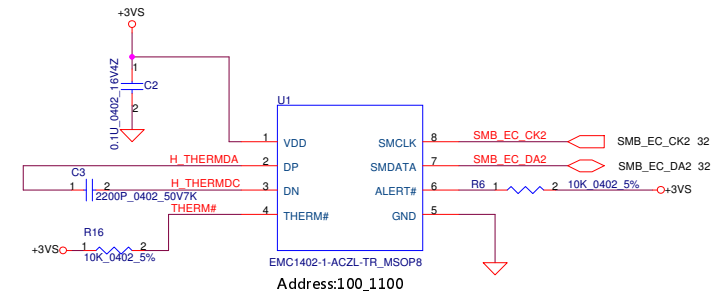 +3VS
1
C2
0.1U_0402_16V4Z
2
U1
1 VDD SMCLK 8 SMB_EC_CK2 SMB_EC_CK2 32
H_THERMDA 2 DP SMDATA 7 SMB_EC_DA2 SMB_EC_DA2 32
C3 1 2 H_THERMDC 3 DN ALERT# 6 R6 1 2 10K_0402_5% +3VS
2200P_0402_50V7K
THERM# 4 THERM# GND 5
R16
+3VS 1 2
10K_0402_5%
EMC1402-1-ACZL-TR_MSOP8
Address:100_1100